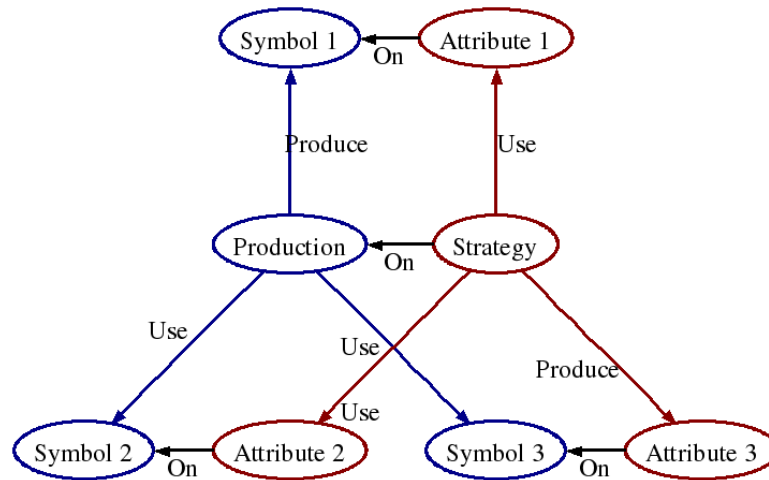 Symbol 1
Attribute 1
On
Produce
Use
Production
Strategy
On
Use
Use
Produce
Use
Symbol 2
Attribute 2
Symbol 3
Attribute 3
On
On